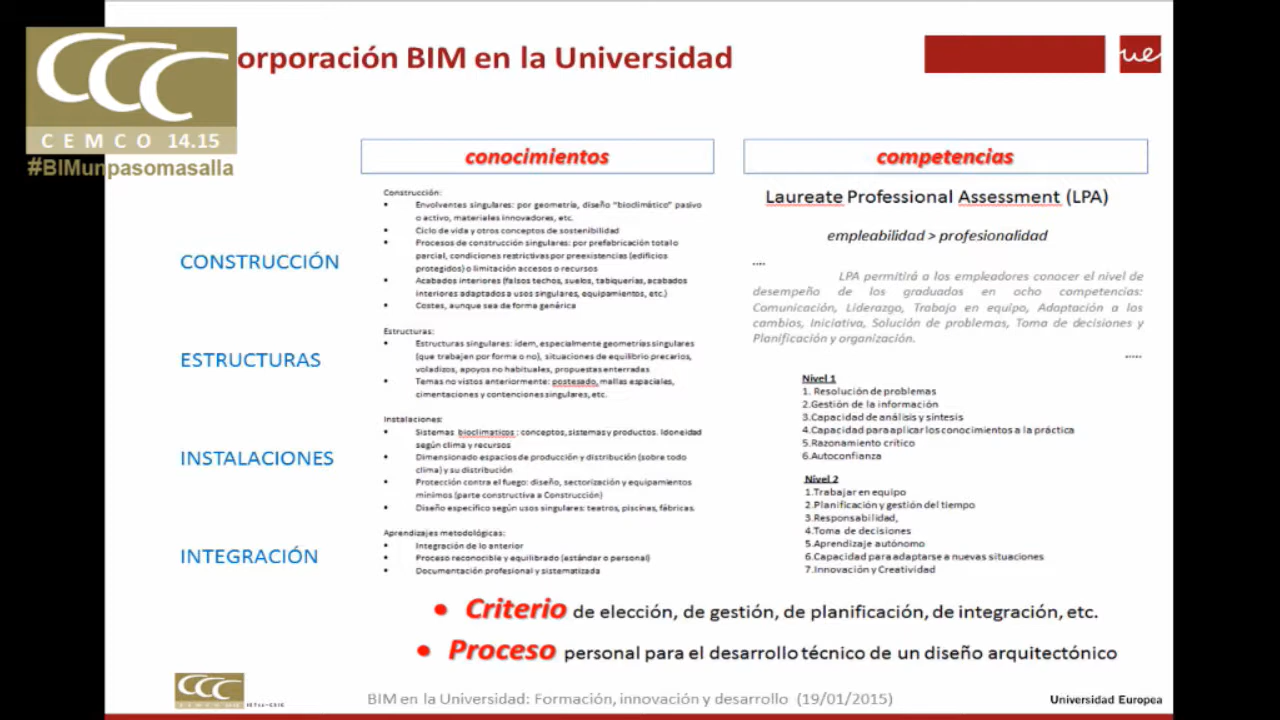 orporación BIM en la Universidad
ue
CCC
CEMCO 14.15
#BIMunpasomasalla
conocimientos
competencias
CONSTRUCCIÓN
ESTRUCTURAS
INSTALACIONES
INTEGRACIÓN
Construcción:
• Envolventes singulares: por geometría, diseño "bioclimático" pasivo
o activo, materiales innovadores, etc.
• Ciclo de vida y otros conceptos de sostenibilidad
• Procesos de construcción singulares: por prefabricación total o
parcial, condiciones restrictivas por preexistencias (edificios
protegidos) o limitación accesos o recursos
• Acabados interiores (falsos techos, suelos, tabiquerías, acabados
interiores adaptados a usos singulares, equipamientos, etc.)
• Costes, aunque sea de forma genérica
Estructuras:
• Estructuras singulares: ídem, especialmente geometrías singulares
(que trabajen por forma o no), situaciones de equilibrio precarios,
voladizos, apoyos no habituales, propuestas enterradas
• Temas no vistos anteriormente: postesado, mallas espaciales,
cimentaciones y contenciones singulares, etc.
Instalaciones:
• Sistemas bioclimaticos : conceptos, sistemas y productos. Idoneidad
según clima y recursos
• Dimensionado espacios de producción y distribución (sobre todo
clima) y su distribución
• Protección contra el fuego: diseño, sectorización y equipamientos
mínimos (parte constructiva a Construcción)
• Diseño específico según usos singulares: teatros, piscinas, fábricas.
Aprendizajes metodológicas:
• Integración de lo anterior
• Proceso reconocible y equilibrado (estándar o personal)
• Documentación profesional y sistematizada
Laureate Professional Assessment (LPA)
empleabilidad > profesionalidad
....
LPA permitirá a los empleadores conocer el nivel de
desempeño de los graduados en ocho competencias:
Comunicación, Liderazgo, Trabajo en equipo, Adaptación a los
cambios, Iniciativa, Solución de problemas, Toma de decisiones y
Planificación y organización.
.....
Nivel 1
1. Resolución de problemas
2.Gestión de la información
3.Capacidad de análisis y síntesis
4.Capacidad para aplicar los conocimientos a la práctica
5.Razonamiento crítico
6.Autoconfianza
Nivel 2
1.Trabajar en equipo
2.Planificación y gestión del tiempo
3.Responsabilidad,
4.Toma de decisiones
5.Aprendizaje autónomo
6.Capacidad para adaptarse a nuevas situaciones
7.Innovación y Creatividad
• Criterio de elección, de gestión, de planificación, de integración, etc.
• Proceso personal para el desarrollo técnico de un diseño arquitectónico
CCC
BIM en la Universidad: Formación, innovación y desarrollo (19/01/2015)
Universidad Europea